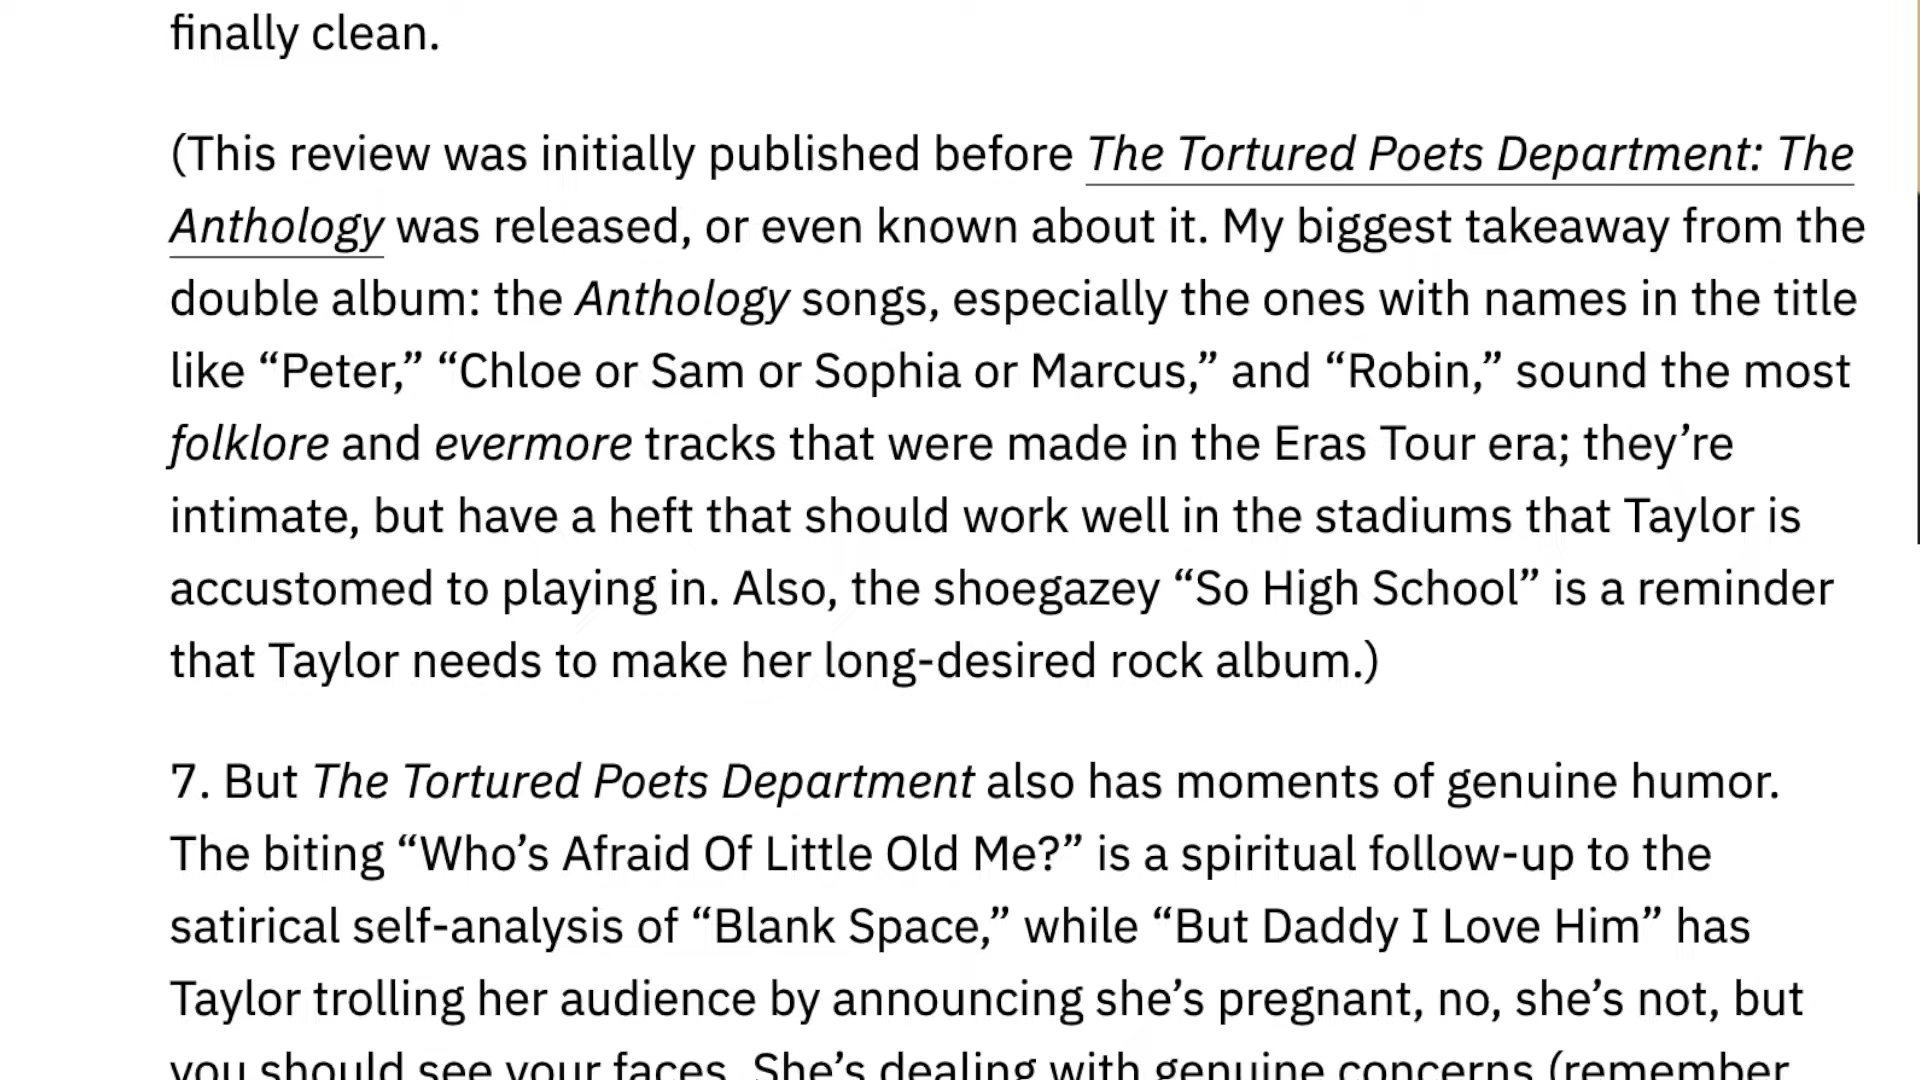 finally clean.
(This review was initially published before The Tortured Poets Department: The
Anthology was released, or even known about it. My biggest takeaway from the
double album: the Anthology songs, especially the ones with names in the title
like “Peter,” “Chloe or Sam or Sophia or Marcus,” and “Robin,” sound the most
folklore and evermore tracks that were made in the Eras Tour era; they’re
intimate, but have a heft that should work well in the stadiums that Taylor is
accustomed to playing in. Also, the shoegazey “So High School” is a reminder
that Taylor needs to make her long-desired rock album.)
7. But The Tortured Poets Department also has moments of genuine humor.
The biting “Who’s Afraid Of Little Old Me?” is a spiritual follow-up to the
satirical self-analysis of “Blank Space,” while “But Daddy I Love Him” has
Taylor trolling her audience by announcing she’s pregnant, no, she’s not, but
you should see your faces. She’s dealing with genuine concerns (remember